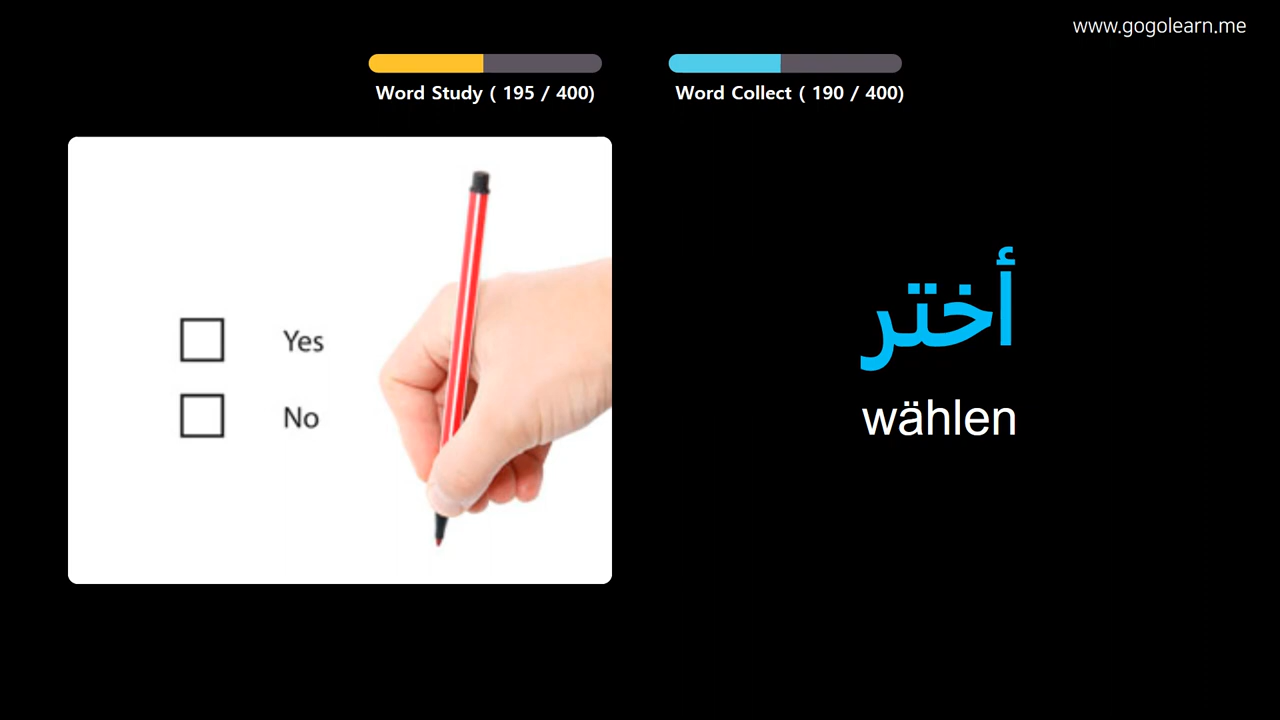 www.gogolearn.me
Word Study ( 195 / 400)
Word Collect ( 190 / 400)
Yes
No
أختر
wählen